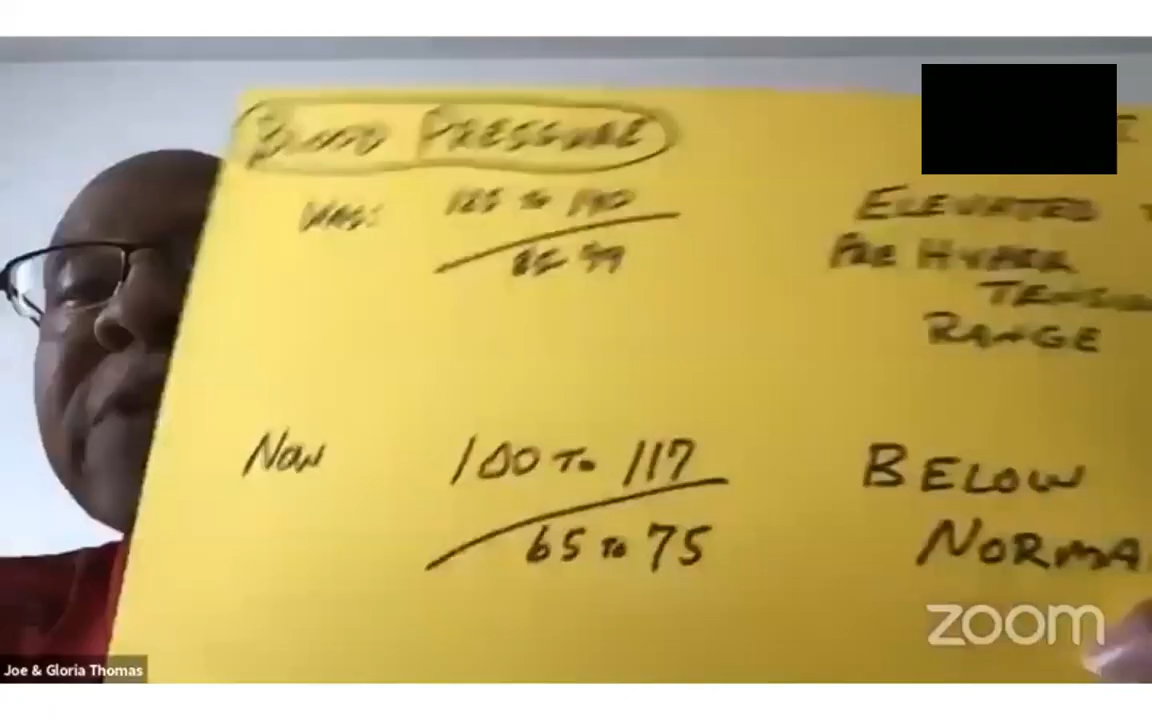 BLOOD PRESSURE
WAS: 125 to 140
85 99
ELEVATED
PRE HYPER
TENSION
RANGE
NOW 100 To 117
65 To 75
BELOW
NORMA
zoom
Joe & Gloria Thomas